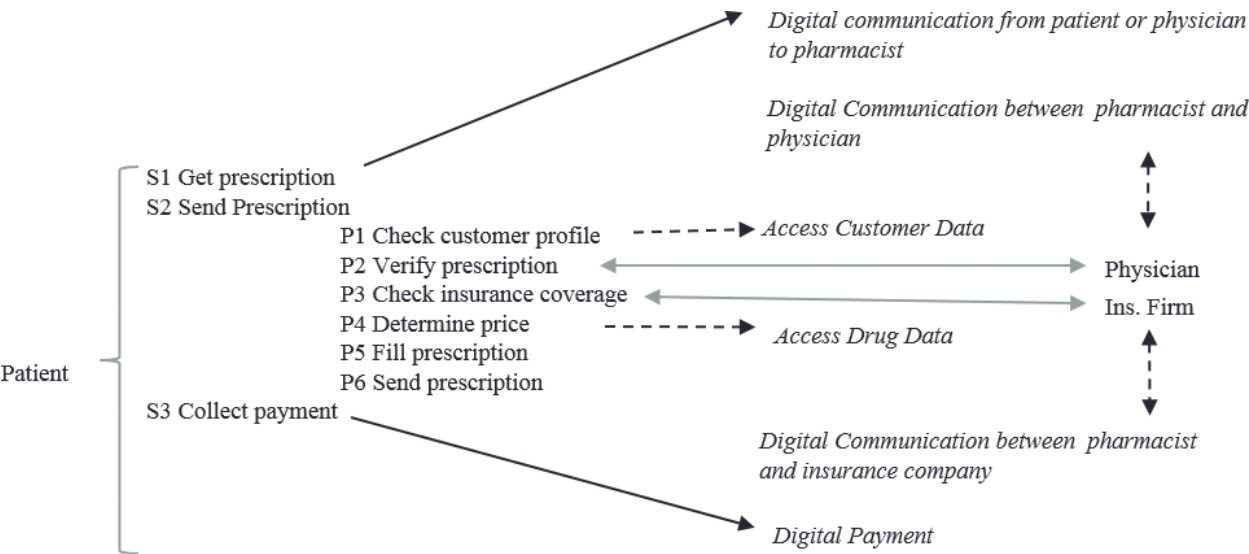 Digital communication from patient or physician
to pharmacist
Digital Communication between pharmacist and
physician
S1 Get prescription
S2 Send Prescription
P1 Check customer profile
Access Customer Data
P2 Verify prescription
Physician
P3 Check insurance coverage
Ins. Firm
P4 Determine price
Access Drug Data
P5 Fill prescription
Patient
P6 Send prescription
S3 Collect payment
Digital Communication between pharmacist
and insurance company
Digital Payment